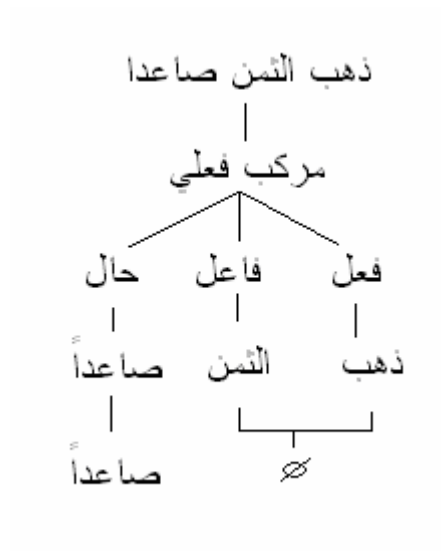 ذهب الثمن صاعدا
مركب فعلي
فعل فاعل حال
ذهب الثمن صاعداً
∅ صاعداً